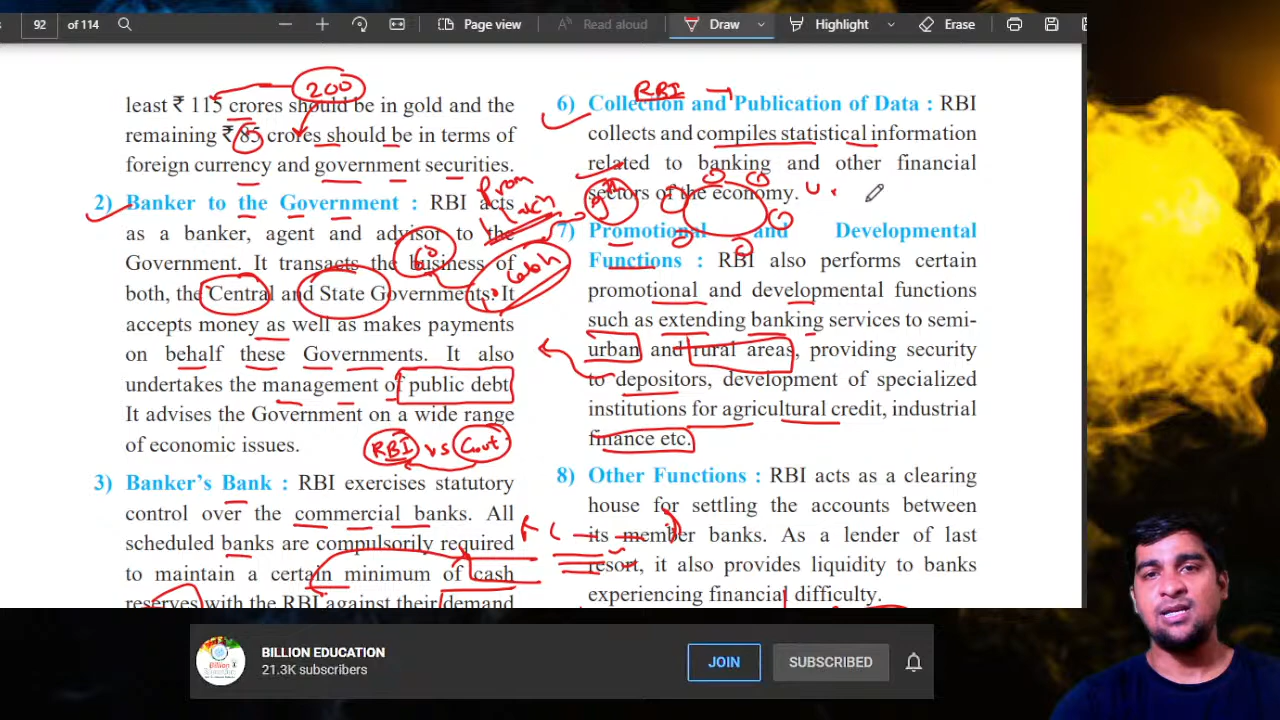 92 of 114
Page view
Read aloud
Draw
Highlight
Erase
200
least ₹ 115 crores should be in gold and the
remaining ₹ 85 crores should be in terms of
foreign currency and government securities.
2) Banker to the Government : RBI acts
as a banker, agent and advisor to the
Government. It transacts the business of
both, the Central and State Governments. It
accepts money as well as makes payments
on behalf these Governments. It also
undertakes the management of public debt
It advises the Government on a wide range
of economic issues.
RBI vs Govt
3) Banker's Bank : RBI exercises statutory
control over the commercial banks. All
scheduled banks are compulsorily required
to maintain a certain minimum of cash
reserves with the RBI against their demand
RBI
6) Collection and Publication of Data : RBI
collects and compiles statistical information
related to banking and other financial
sectors of the economy.
7) Promotional and Developmental
Functions : RBI also performs certain
promotional and developmental functions
such as extending banking services to semi-
urban and rural areas, providing security
to depositors, development of specialized
institutions for agricultural credit, industrial
finance etc.
8) Other Functions : RBI acts as a clearing
house for settling the accounts between
its member banks. As a lender of last
resort, it also provides liquidity to banks
experiencing financial difficulty.
BILLION EDUCATION
21.3K subscribers
JOIN
SUBSCRIBED